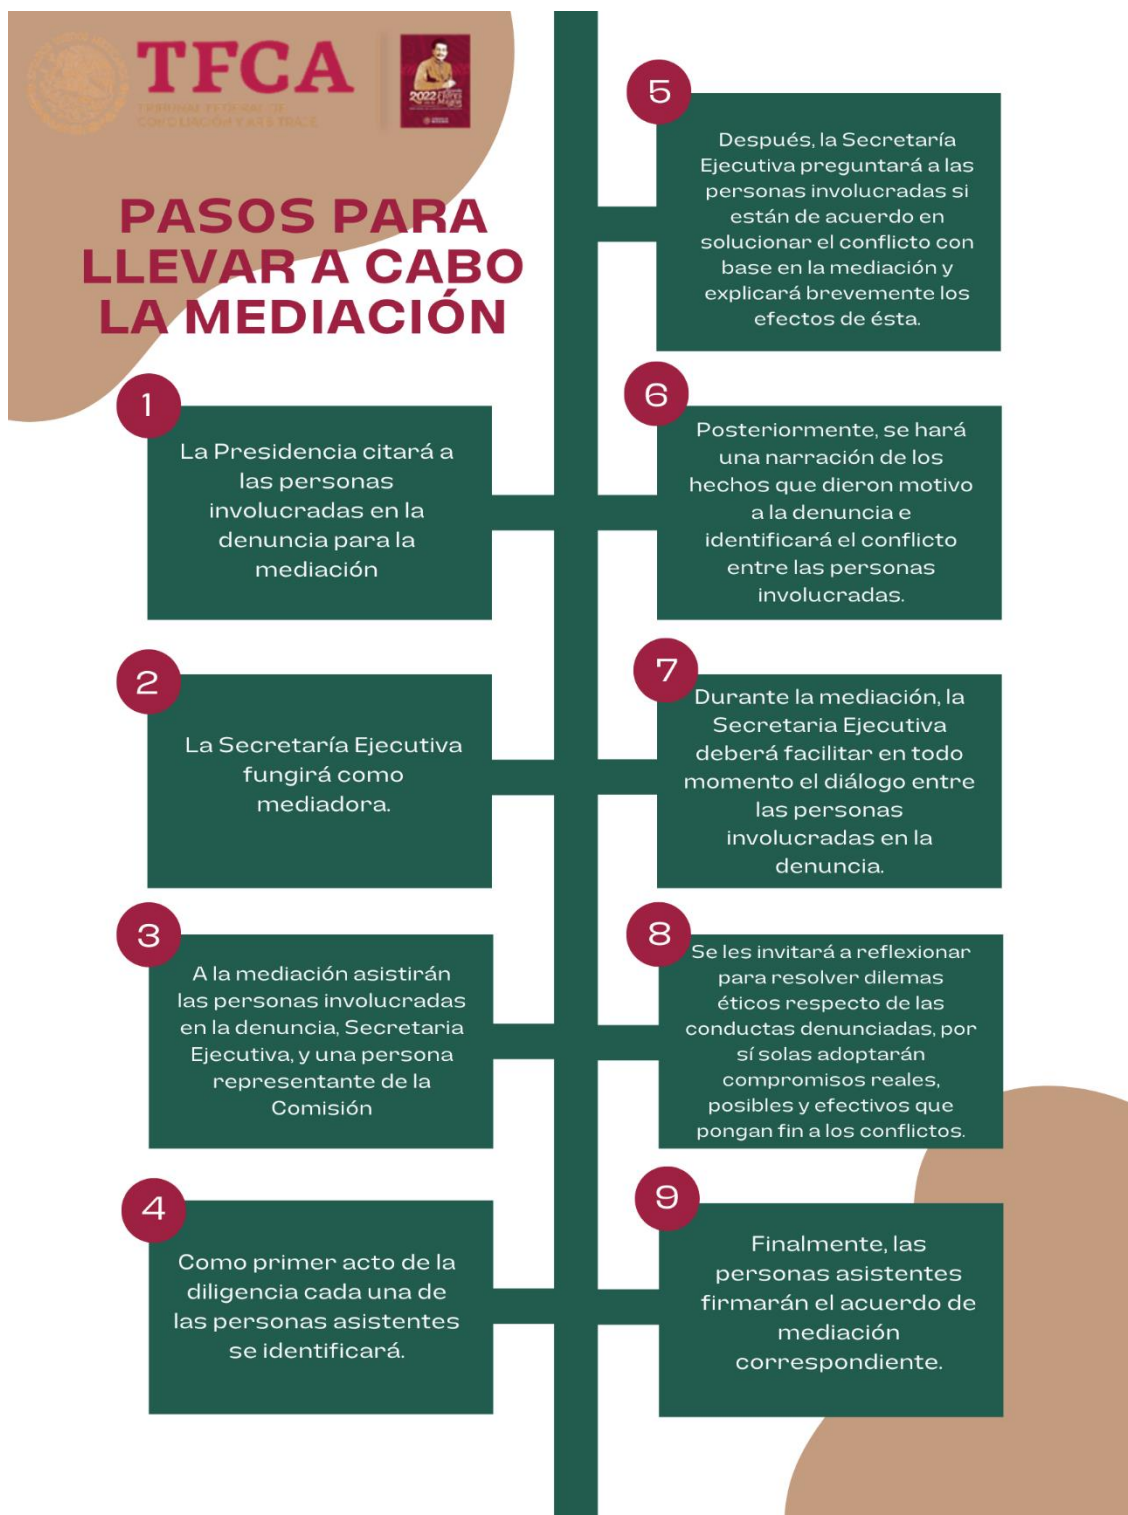 TFCA
TRIBUNAL FEDERAL DE
CONCILIACIÓN Y ARBITRAJE
2022 Flores
Magón
PASOS PARA
LLEVAR A CABO
LA MEDIACIÓN
1
La Presidencia citará a
las personas
involucradas en la
denuncia para la
mediación
2
La Secretaría Ejecutiva
fungirá como
mediadora.
3
A la mediación asistirán
las personas involucradas
en la denuncia, Secretaria
Ejecutiva, y una persona
representante de la
Comisión
4
Como primer acto de la
diligencia cada una de
las personas asistentes
se identificará.
5
Después, la Secretaría
Ejecutiva preguntará a las
personas involucradas si
están de acuerdo en
solucionar el conflicto con
base en la mediación y
explicará brevemente los
efectos de ésta.
6
Posteriormente, se hará
una narración de los
hechos que dieron motivo
a la denuncia e
identificará el conflicto
entre las personas
involucradas.
7
Durante la mediación, la
Secretaria Ejecutiva
deberá facilitar en todo
momento el diálogo entre
las personas
involucradas en la
denuncia.
8
Se les invitará a reflexionar
para resolver dilemas
éticos respecto de las
conductas denunciadas, por
sí solas adoptarán
compromisos reales,
posibles y efectivos que
pongan fin a los conflictos.
9
Finalmente, las
personas asistentes
firmarán el acuerdo de
mediación
correspondiente.